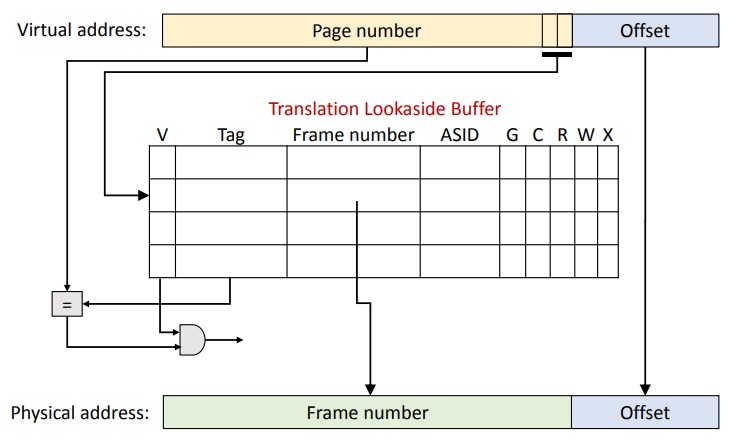 Virtual address: Page number Offset
Translation Lookaside Buffer
V Tag Frame number ASID G C R W X
=
Physical address: Frame number Offset